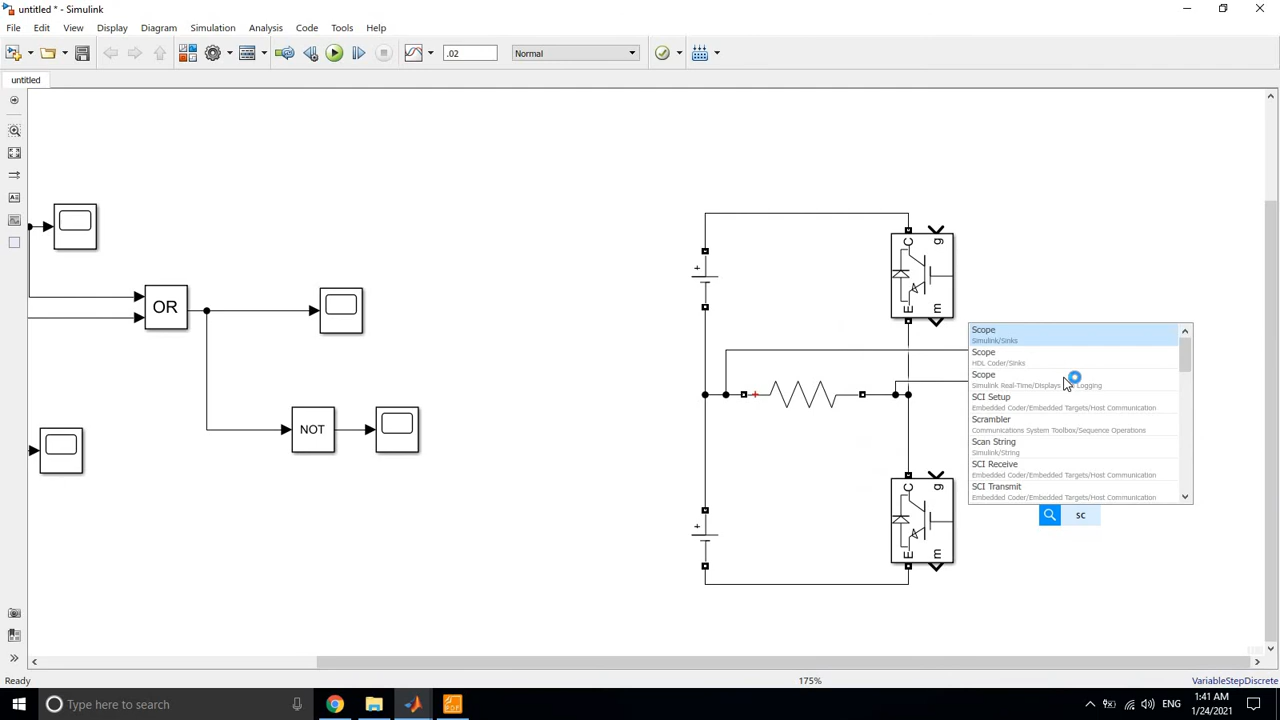 untitled * - Simulink
File Edit View Display Diagram Simulation Analysis Code Tools Help
.02
Normal
untitled
C
g
E
m
OR
NOT
+
+
+
C
g
E
m
Scope
Simulink/Sinks
Scope
HDL Coder/Sinks
Scope
Simulink Real-Time/Displays Logging
SCI Setup
Embedded Coder/Embedded Targets/Host Communication
Scrambler
Communications System Toolbox/Sequence Operations
Scan String
Simulink/String
SCI Receive
Embedded Coder/Embedded Targets/Host Communication
SCI Transmit
Embedded Coder/Embedded Targets/Host Communication
sc
Ready
175%
VariableStepDiscrete
Type here to search
ENG
1:41 AM
1/24/2021